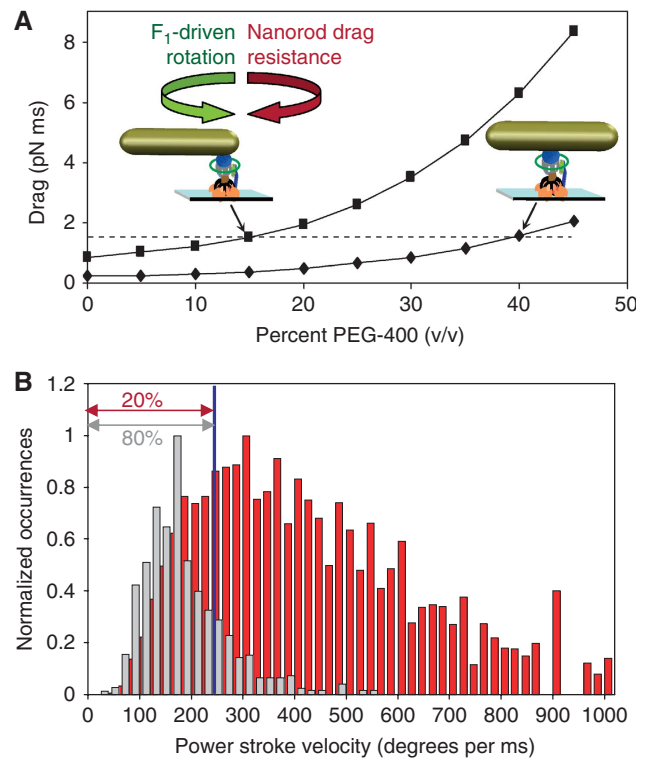 A
F1-driven rotation
Nanorod drag resistance
Drag (pN ms)
8
6
4
2
0
0 10 20 30 40 50
Percent PEG-400 (v/v)
B
Normalized occurrences
1.2
1
0.8
0.6
0.4
0.2
0
20%
80%
0 100 200 300 400 500 600 700 800 900 1000
Power stroke velocity (degrees per ms)